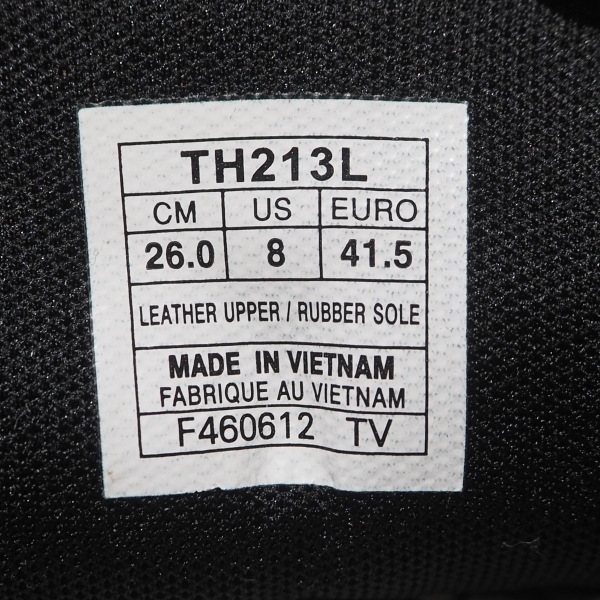 TH213L
CM US EURO
26.0 8 41.5
LEATHER UPPER / RUBBER SOLE
MADE IN VIETNAM
FABRIQUE AU VIETNAM
F460612 TV